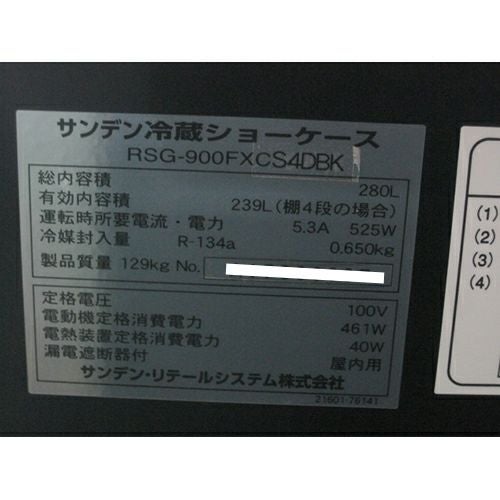 サンデン冷蔵ショーケース
RSG-900FXCS4DBK
総内容積 280L
有効内容積 239L（棚4段の場合）
運転時所要電流・電力 5.3A 525W
冷媒封入量 R-134a 0.650kg
製品質量 129kg No.
定格電圧 100V
電動機定格消費電力 461W
電熱装置定格消費電力 40W
漏電遮断器付 屋内用
サンデン・リテールシステム株式会社
21601-76141
(1)
(2)
(3)
(4)